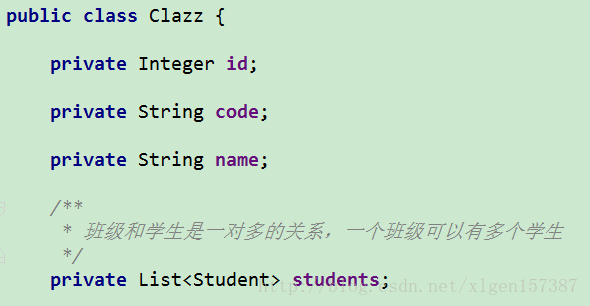 public class Clazz {
private Integer id;
private String code;
private String name;
/**
* 班级和学生是一对多的关系，一个班级可以有多个学生
*/
private List<Student> students;
http://blog.csdn.net/xlgen157387